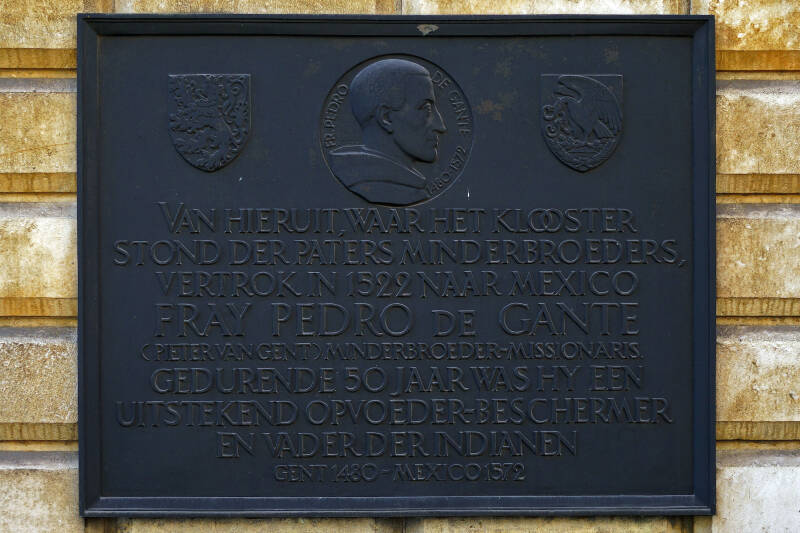 FR. PEDRO DE GANTE
1480-1572
VAN HIERUIT, WAAR HET KLOOSTER
STOND DER PATERS MINDERBROEDERS,
VERTROK IN 1522 NAAR MEXICO
FRAY PEDRO DE GANTE
(PIETER VAN GENT), MINDERBROEDER-MISSIONARIS.
GEDURENDE 50 JAAR WAS HY EEN
UITSTEKEND OPVOEDER-BESCHERMER
EN VADER DER INDIANEN
GENT 1480-MEXICO 1572